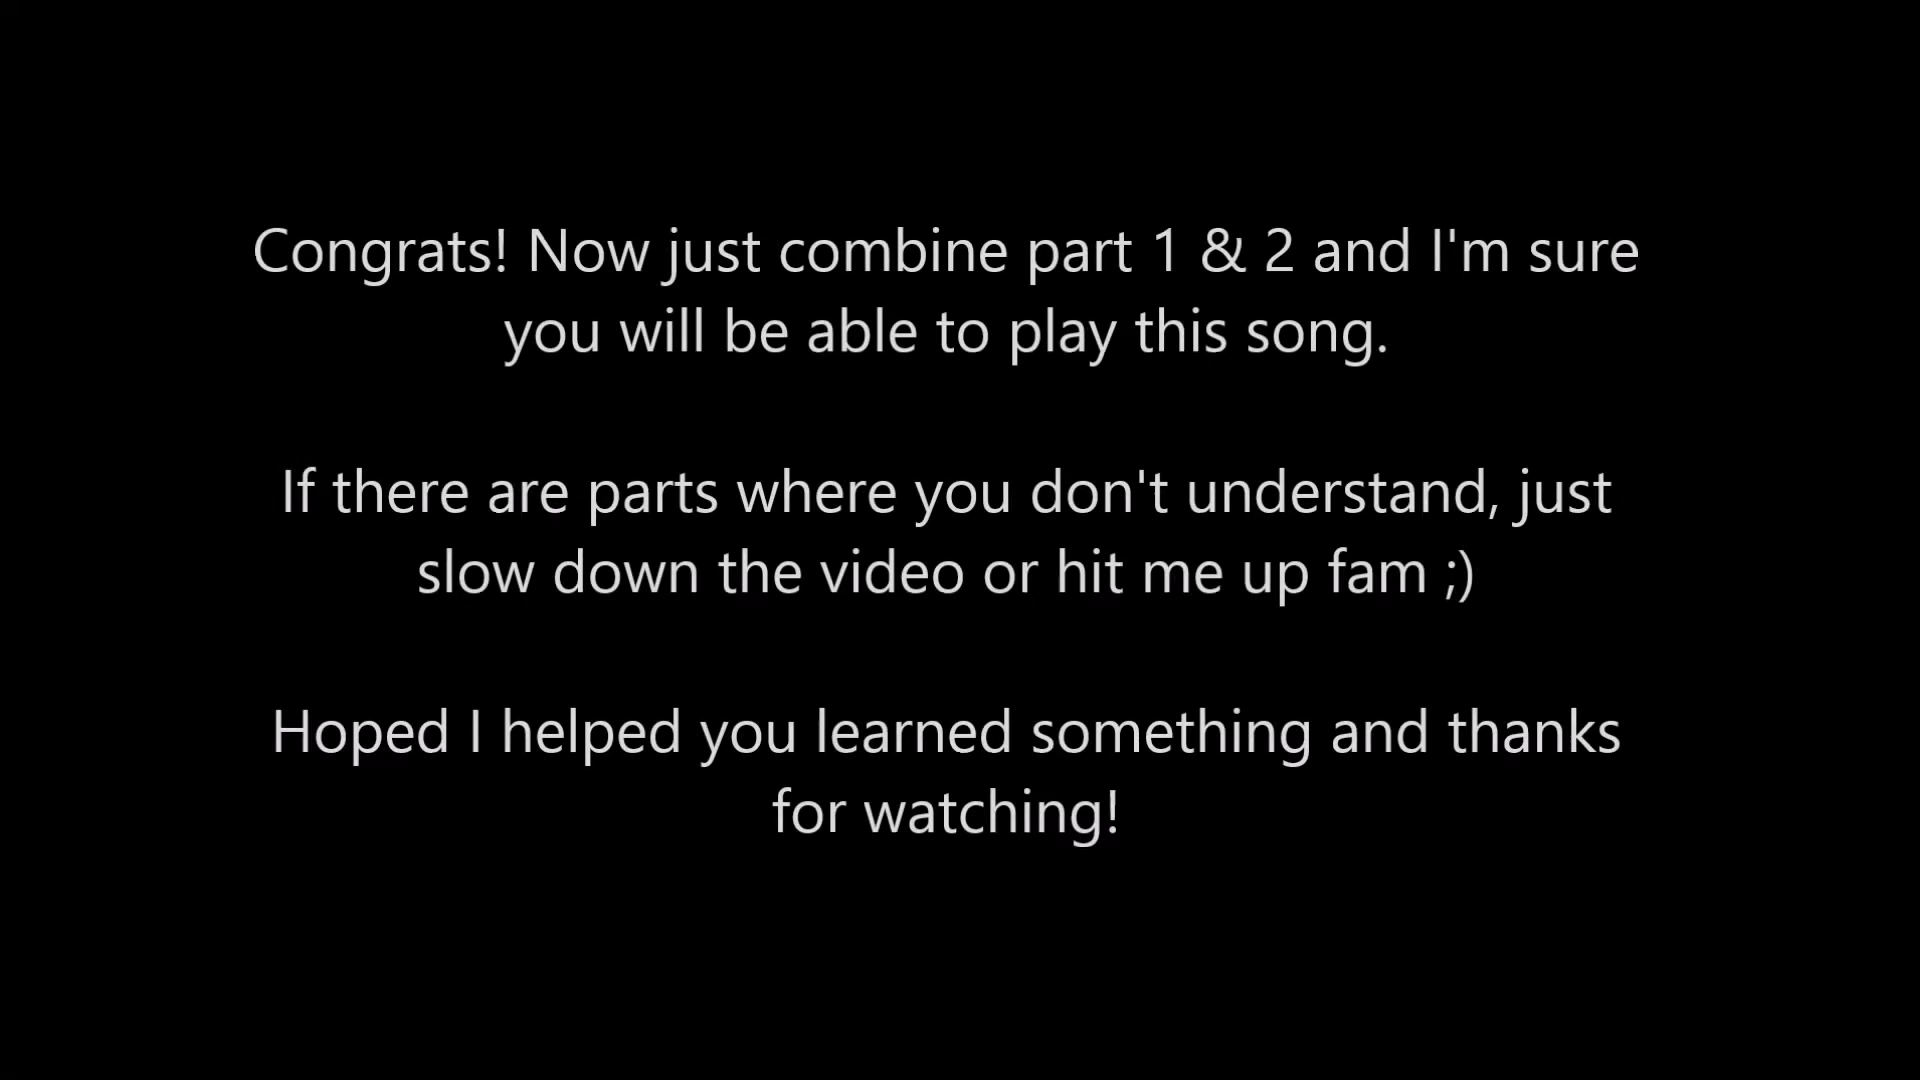 Congrats! Now just combine part 1 & 2 and I'm sure
you will be able to play this song.
If there are parts where you don't understand, just
slow down the video or hit me up fam ;)
Hoped I helped you learned something and thanks
for watching!